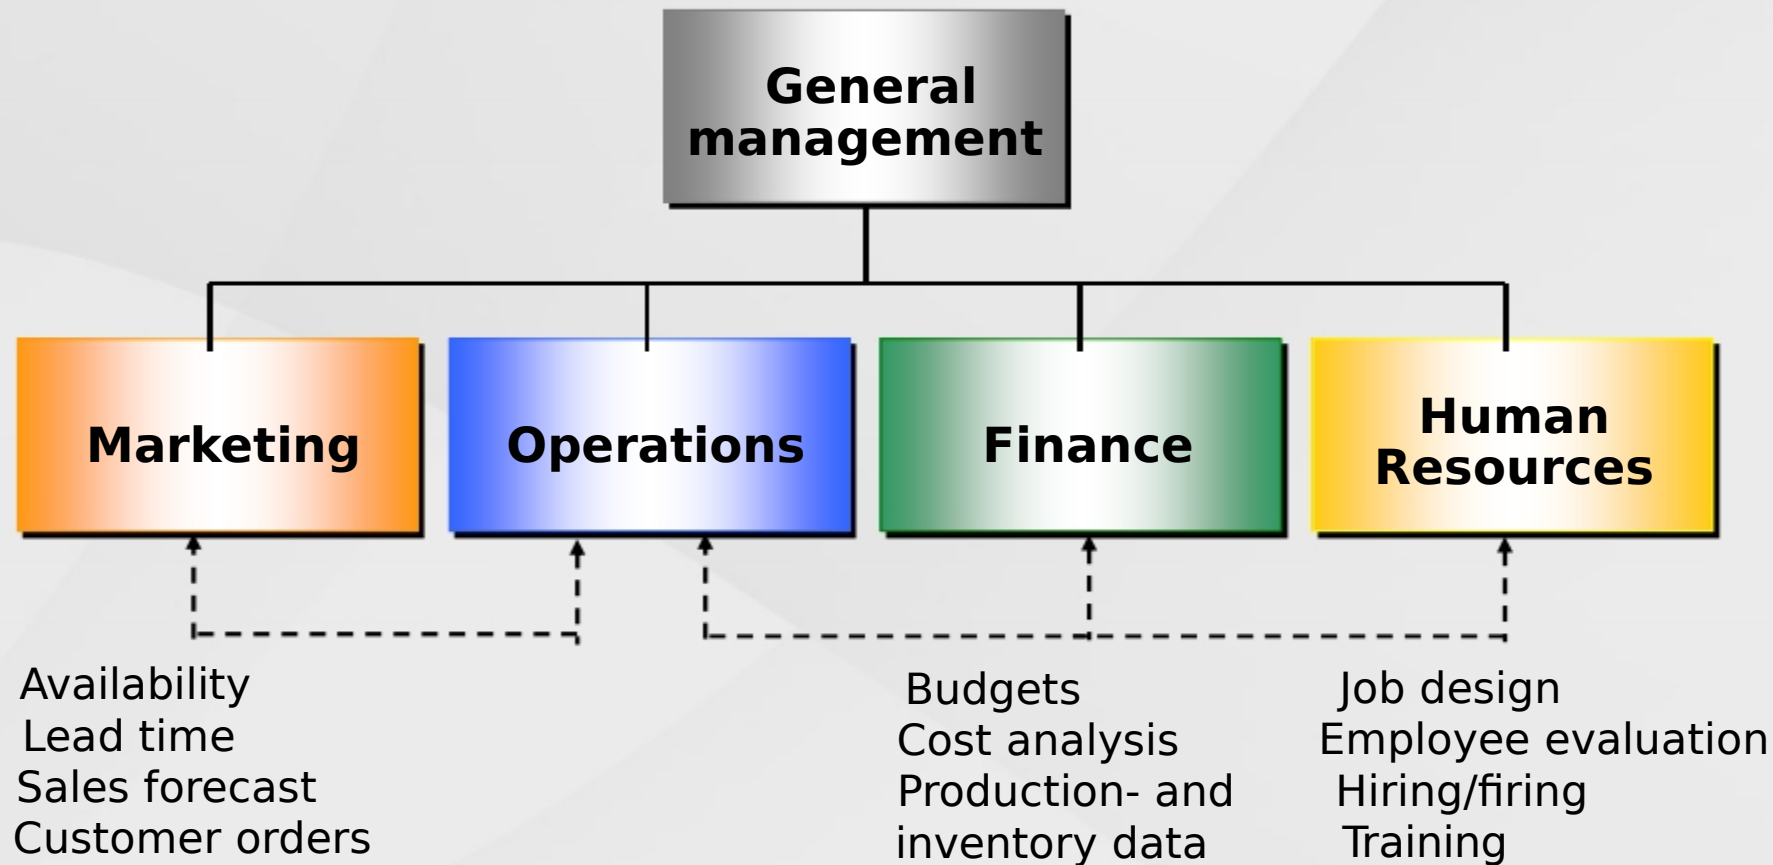 General
management
Marketing
Operations
Finance
Human
Resources
Availability
Lead time
Sales forecast
Customer orders
Budgets
Cost analysis
Production- and
inventory data
Job design
Employee evaluation
Hiring/firing
Training